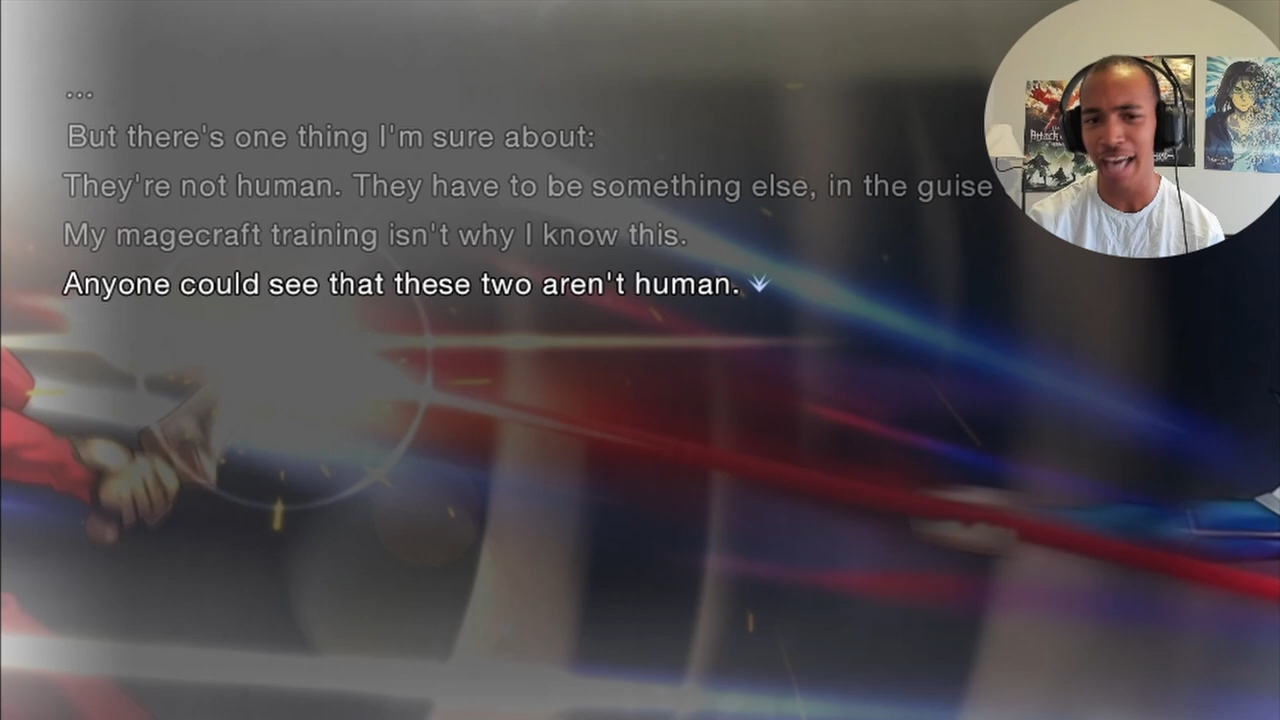 ...
But there's one thing I'm sure about:
They're not human. They have to be something else, in the guise
My magecraft training isn't why I know this.
Anyone could see that these two aren't human.
Attack